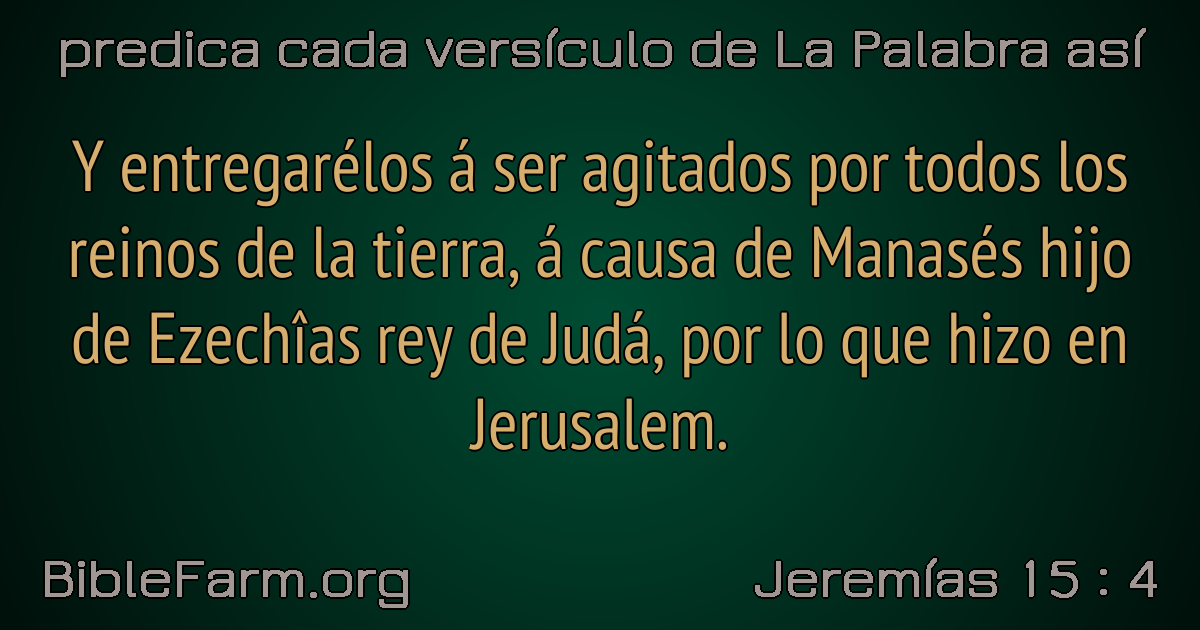 predica cada versículo de La Palabra así
Y entregarélos á ser agitados por todos los
reinos de la tierra, á causa de Manasés hijo
de Ezechîas rey de Judá, por lo que hizo en
Jerusalem.
BibleFarm.org
Jeremías 15 : 4